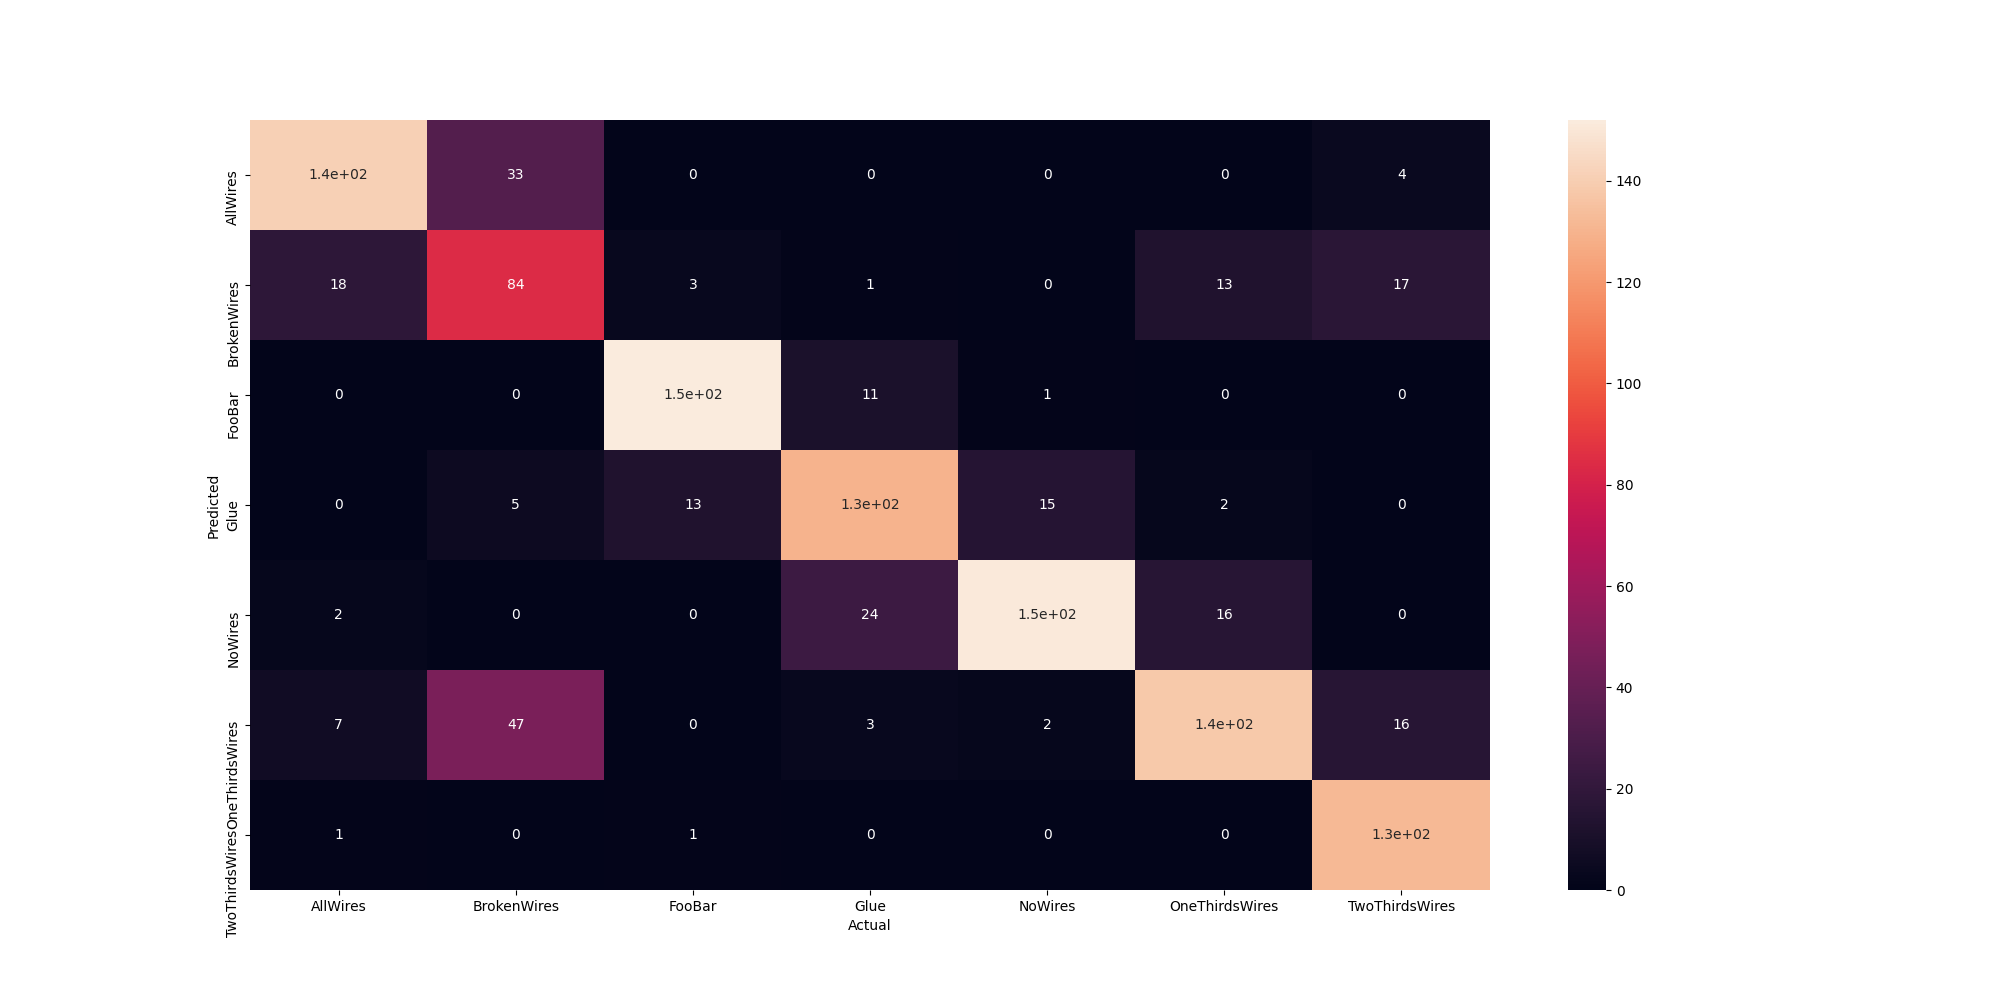 AllWires 1.4e+02 33 0 0 0 0 4
BrokenWires 18 84 3 1 0 13 17
FooBar 0 0 1.5e+02 11 1 0 0
Predicted
Glue 0 5 13 1.3e+02 15 2 0
NoWires 2 0 0 24 1.5e+02 16 0
OneThirdsWires 7 47 0 3 2 1.4e+02 16
TwoThirdsWires 1 0 1 0 0 0 1.3e+02
AllWires BrokenWires FooBar Glue NoWires OneThirdsWires TwoThirdsWires
Actual
140
120
100
80
60
40
20
0